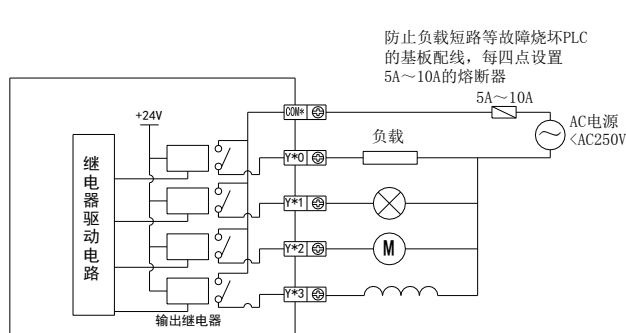 防止负载短路等故障烧坏PLC
的基板配线，每四点设置
5A～10A的熔断器
5A～10A
COM*
AC电源
<AC250V
+24V
负载
Y*0
继电器驱动电路
Y*1
Y*2
M
Y*3
输出继电器